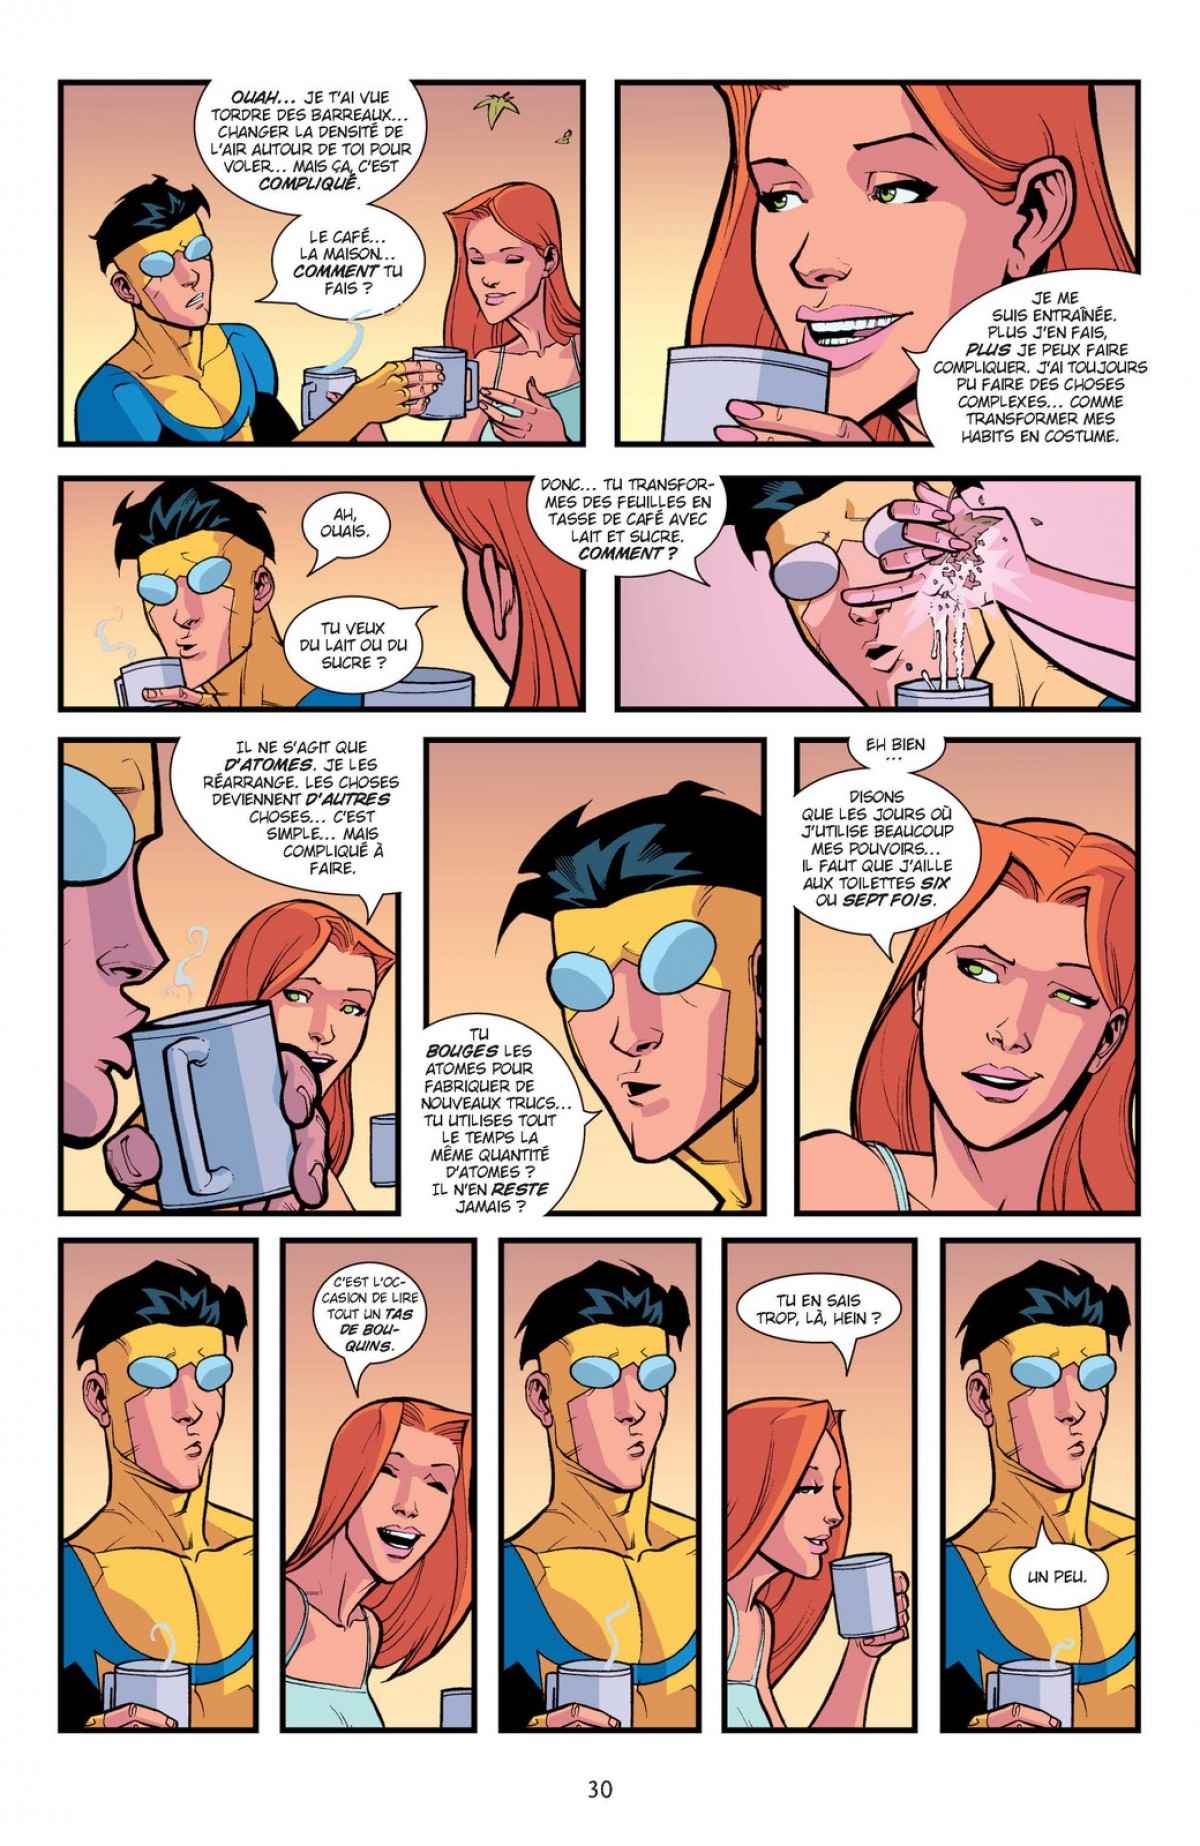 OUAH... JE T'AI VUE
TORDRE DES BARREAUX...
CHANGER LA DENSITÉ DE
L'AIR AUTOUR DE TOI POUR
VOLER... MAIS ÇA, C'EST
COMPLIQUÉ.
LE CAFÉ...
LA MAISON...
COMMENT TU
FAIS ?
JE ME
SUIS ENTRAÎNÉE.
PLUS J'EN FAIS,
PLUS JE PEUX FAIRE
COMPLIQUER. J'AI TOUJOURS
PU FAIRE DES CHOSES
COMPLEXES... COMME
TRANSFORMER MES
HABITS EN COSTUME.
AH,
OUAIS.
TU VEUX
DU LAIT OU DU
SUCRE ?
DONC... TU TRANSFOR-
MES DES FEUILLES EN
TASSE DE CAFÉ AVEC
LAIT ET SUCRE.
COMMENT ?
IL NE S'AGIT QUE
D'ATOMES. JE LES
RÉARRANGE. LES CHOSES
DEVIENNENT D'AUTRES
CHOSES... C'EST
SIMPLE... MAIS
COMPLIQUÉ À
FAIRE.
TU
BOUGES LES
ATOMES POUR
FABRIQUER DE
NOUVEAUX TRUCS...
TU UTILISES TOUT
LE TEMPS LA
MÊME QUANTITÉ
D'ATOMES ?
IL N'EN RESTE
JAMAIS ?
EH BIEN
...
DISONS
QUE LES JOURS OÙ
J'UTILISE BEAUCOUP
MES POUVOIRS...
IL FAUT QUE J'AILLE
AUX TOILETTES SIX
OU SEPT FOIS.
C'EST L'OC-
CASION DE LIRE
TOUT UN TAS
DE BOU-
QUINS.
TU EN SAIS
TROP, LÀ, HEIN ?
UN PEU.
30